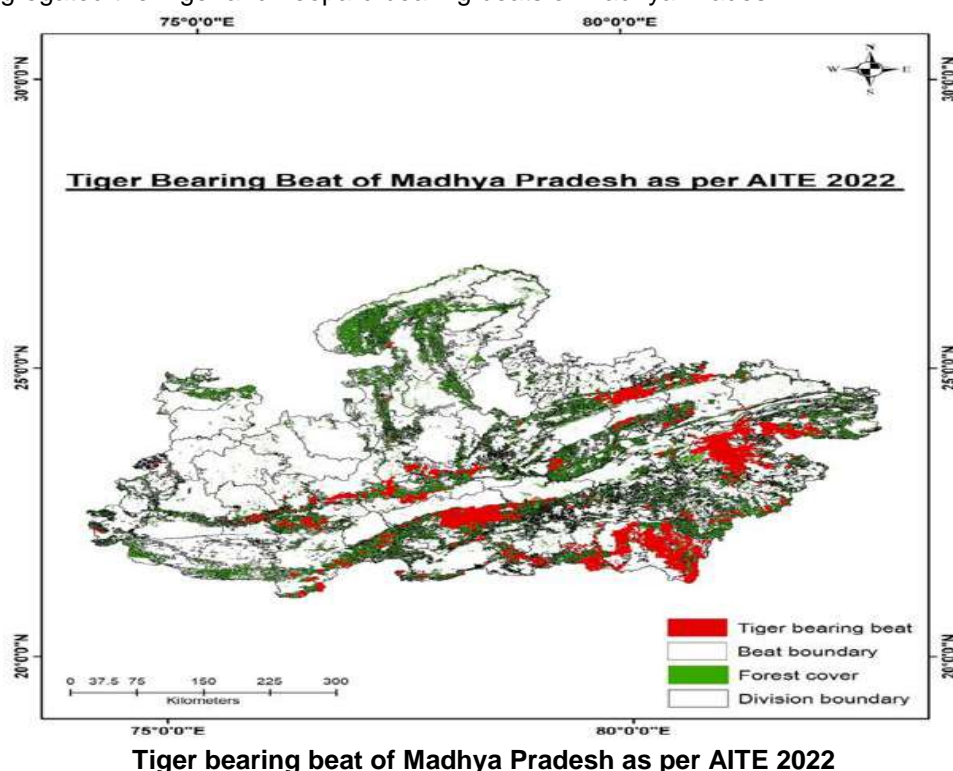 75°0'0"E 80°0'0"E
N
W E
S
30°0'0"N 30°0'0"N
Tiger Bearing Beat of Madhya Pradesh as per AITE 2022
25°0'0"N 25°0'0"N
Tiger bearing beat
Beat boundary
Forest cover
Division boundary
20°0'0"N 20°0'0"N
0 37.5 75 150 225 300
Kilometers
75°0'0"E 80°0'0"E
Tiger bearing beat of Madhya Pradesh as per AITE 2022